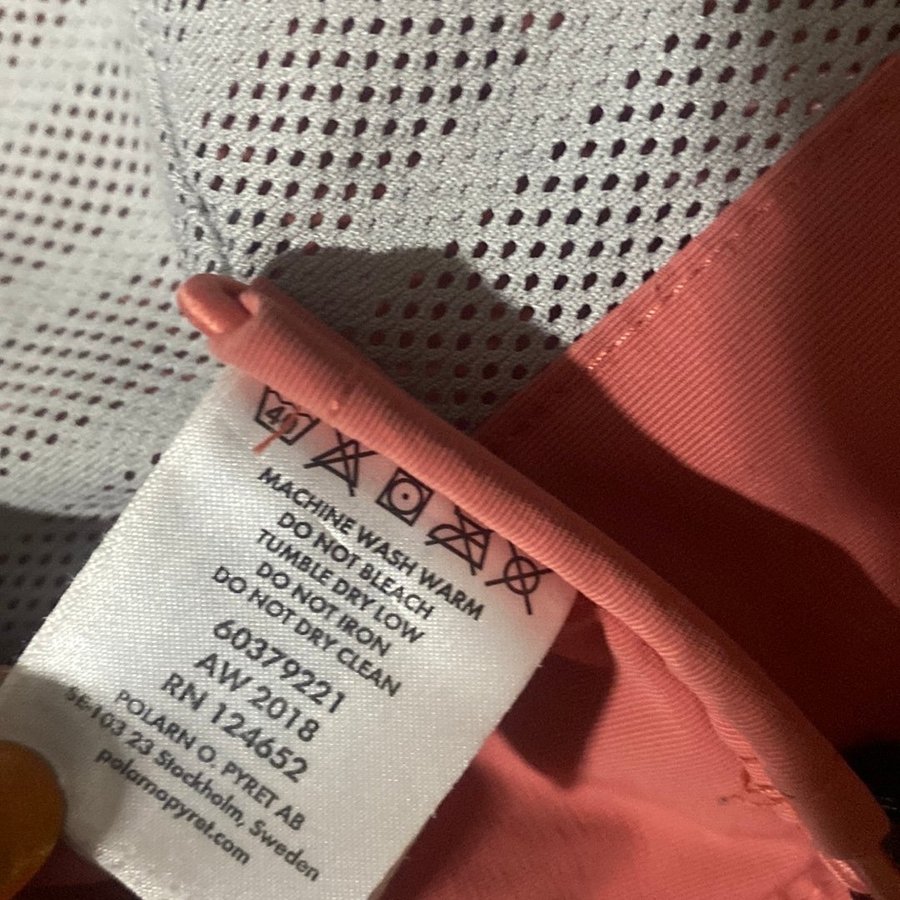 40
MACHINE WASH WARM
DO NOT BLEACH
TUMBLE DRY LOW
DO NOT IRON
DO NOT DRY CLEAN
60379221
AW 2018
RN 124652
POLARN O. PYRET AB
SE-103 23 Stockholm, Sweden
polarnopyret.com